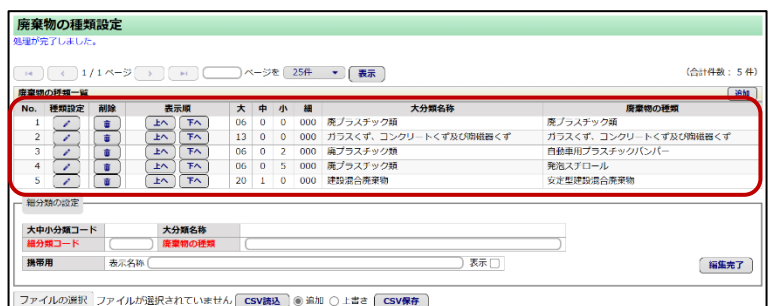 廃棄物の種類設定
処理が完了しました。
1 / 1 ページ ページを 25件 表示 (合計件数: 5 件)
廃棄物の種類一覧 追加
No. 種類設定 削除 表示順 大 中 小 細 大分類名称 廃棄物の種類
1 上へ 下へ 06 0 0 000 廃プラスチック類 廃プラスチック類
2 上へ 下へ 13 0 0 000 ガラスくず、コンクリートくず及び陶磁器くず ガラスくず、コンクリートくず及び陶磁器くず
3 上へ 下へ 06 0 2 000 廃プラスチック類 自動車用プラスチックバンパー
4 上へ 下へ 06 0 5 000 廃プラスチック類 発泡スチロール
5 上へ 下へ 20 1 0 000 建設混合廃棄物 安定型建設混合廃棄物
細分類の設定
大中小分類コード 大分類名称
細分類コード 廃棄物の種類
携帯用 表示名称 表示 編集完了
ファイルの選択 ファイルが選択されていません CSV読込 追加 上書き CSV保存